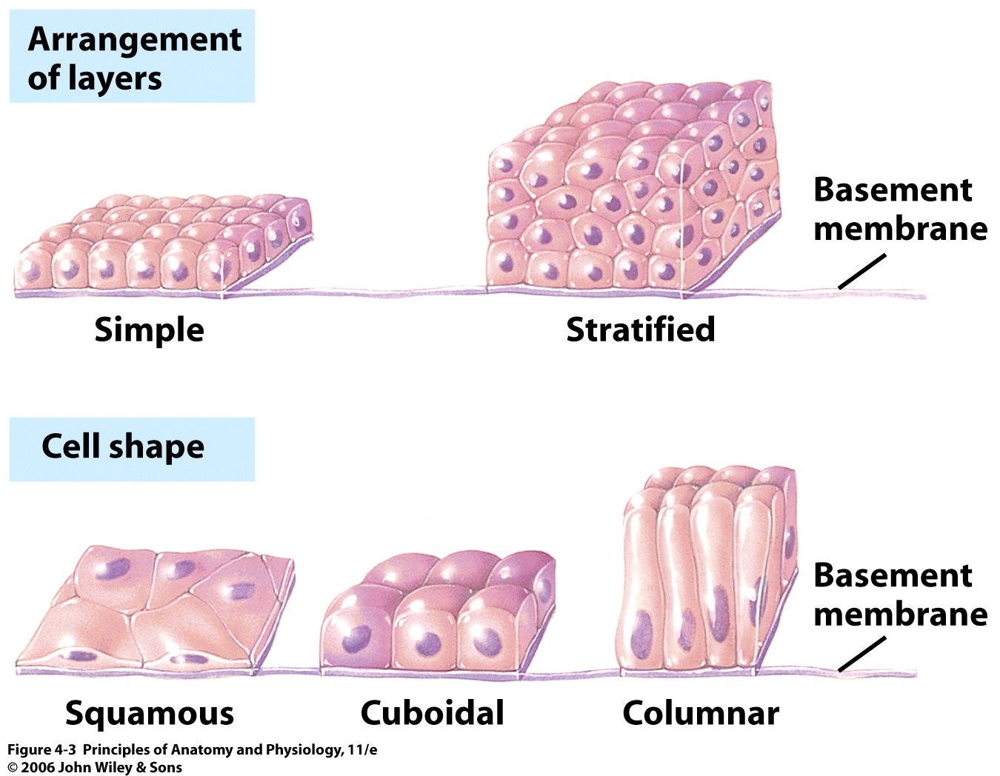 Arrangement
of layers
Basement
membrane
Simple
Stratified
Cell shape
Basement
membrane
Squamous
Cuboidal
Columnar
Figure 4-3 Principles of Anatomy and Physiology, 11/e
© 2006 John Wiley & Sons